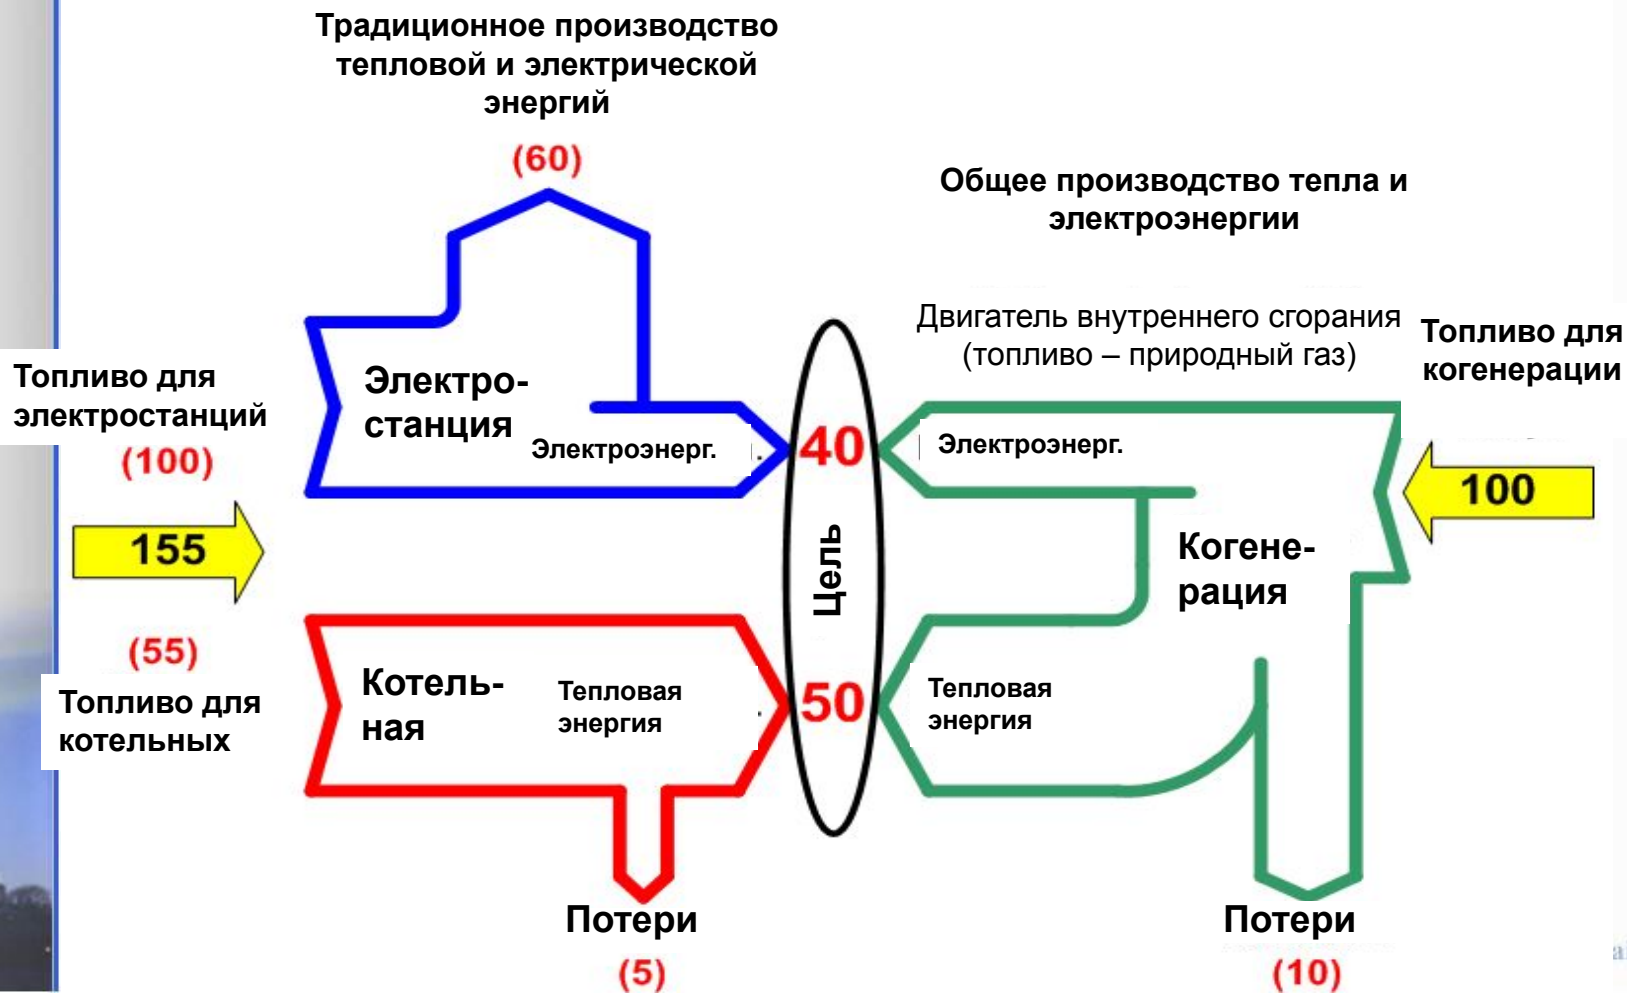 Традиционное производство
тепловой и электрической
энергий
(60)
Общее производство тепла и
электроэнергии
Двигатель внутреннего сгорания
(топливо – природный газ)
Топливо для
когенерации
100
Топливо для
электростанций
(100)
155
(55)
Топливо для
котельных
Электро-
станция
Электроэнерг.
40
Электроэнерг.
Цель
Когене-
рация
Котель-
ная
Тепловая
энергия
50
Тепловая
энергия
Потери
(5)
Потери
(10)